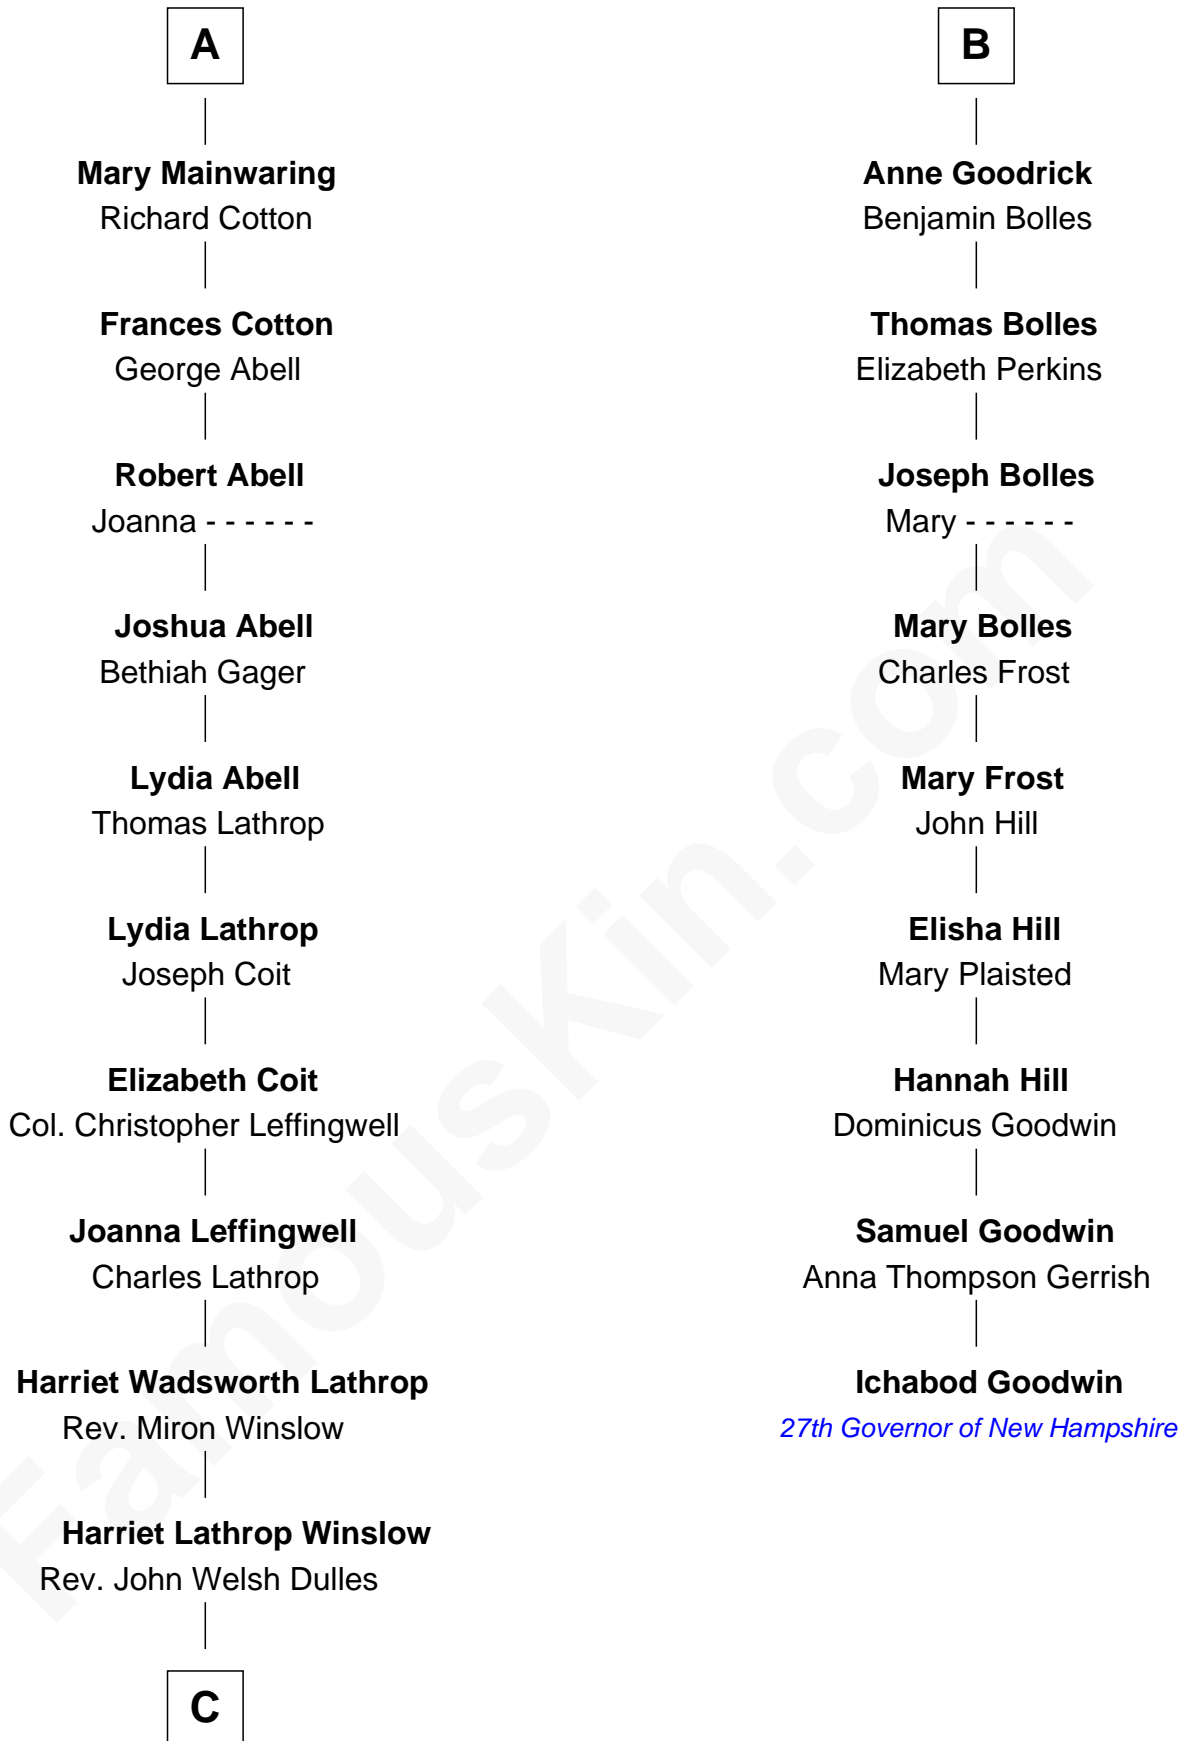 A
Mary Mainwaring
Richard Cotton
Frances Cotton
George Abell
Robert Abell
Joanna - - - - - -
Joshua Abell
Bethiah Gager
Lydia Abell
Thomas Lathrop
Lydia Lathrop
Joseph Coit
Elizabeth Coit
Col. Christopher Leffingwell
Joanna Leffingwell
Charles Lathrop
Harriet Wadsworth Lathrop
Rev. Miron Winslow
Harriet Lathrop Winslow
Rev. John Welsh Dulles
C
B
Anne Goodrick
Benjamin Bolles
Thomas Bolles
Elizabeth Perkins
Joseph Bolles
Mary - - - - - -
Mary Bolles
Charles Frost
Mary Frost
John Hill
Elisha Hill
Mary Plaisted
Hannah Hill
Dominicus Goodwin
Samuel Goodwin
Anna Thompson Gerrish
Ichabod Goodwin
27th Governor of New Hampshire
FamousKin.com